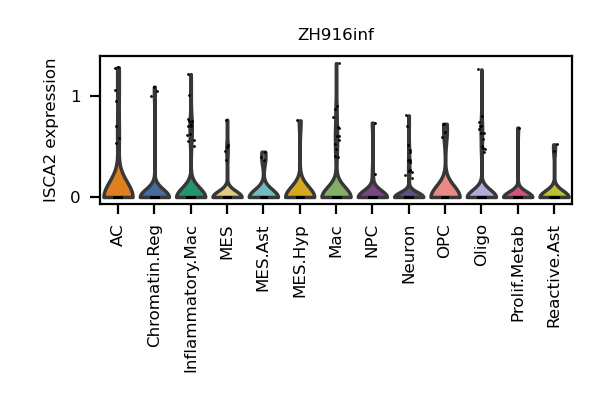 ZH916inf
ISCA2 expression
1
0
AC
Chromatin.Reg
Inflammatory.Mac
MES
MES.Ast
MES.Hyp
Mac
NPC
Neuron
OPC
Oligo
Prolif.Metab
Reactive.Ast